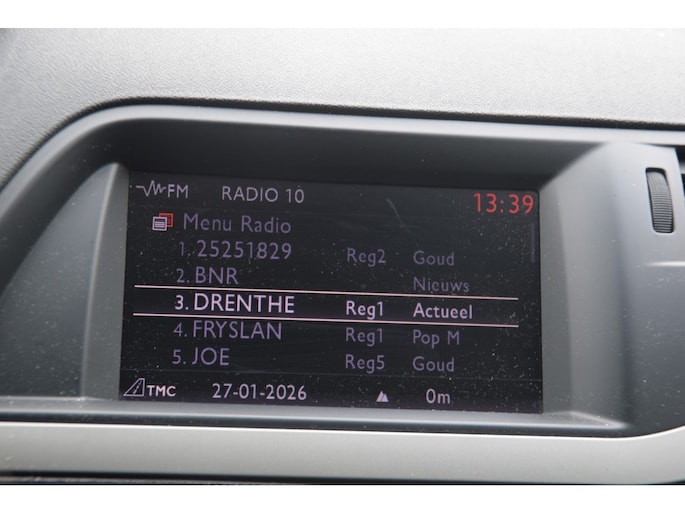 FM RADIO 10 13:39
Menu Radio
1. 25251829 Reg2 Goud
2. BNR Nieuws
3. DRENTHE Reg1 Actueel
4. FRYSLAN Reg1 Pop M
5. JOE Reg5 Goud
TMC 27-01-2026 0m